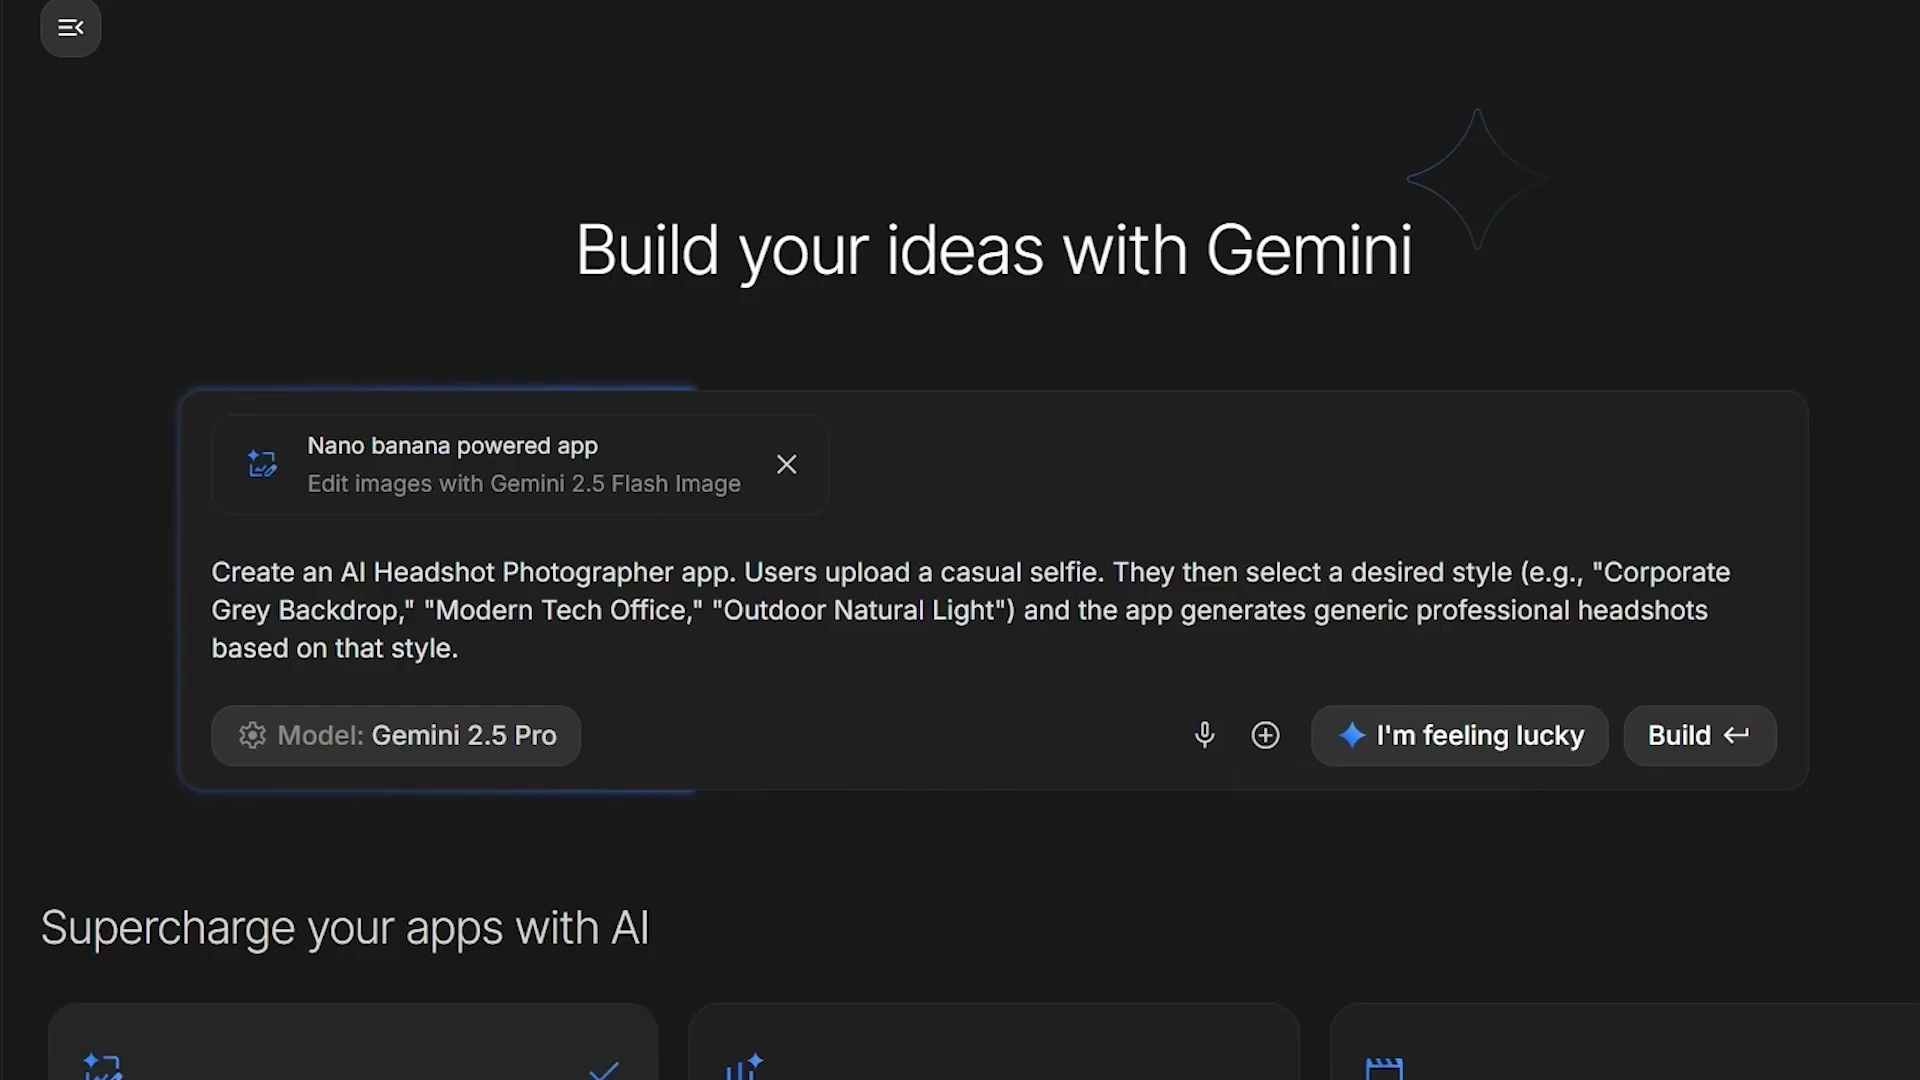 Build your ideas with Gemini
Nano banana powered app
Edit images with Gemini 2.5 Flash Image
Create an AI Headshot Photographer app. Users upload a casual selfie. They then select a desired style (e.g., "Corporate
Grey Backdrop," "Modern Tech Office," "Outdoor Natural Light") and the app generates generic professional headshots
based on that style.
Model: Gemini 2.5 Pro
I'm feeling lucky
Build
Supercharge your apps with AI